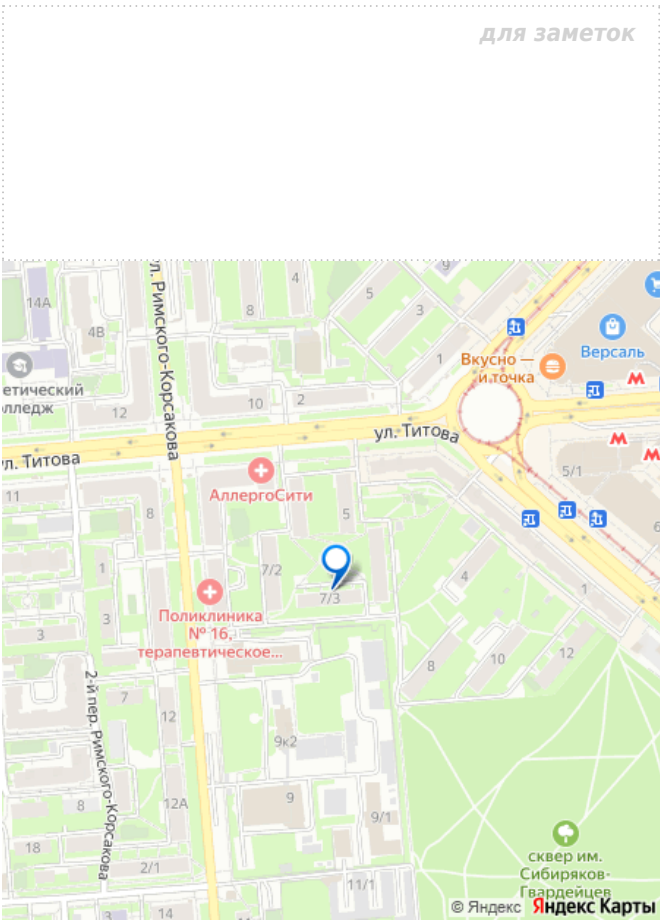 для заметок
ул. Римского-Корсакова
4
5
9
14А
8
3
4В
Версаль
1
Вкусно —
и точка
етический
олледж
12
10
2
ул. Титова
ул. Титова
АллергоСити
5/1
11
8
5
6
1
7/2
4
1
7/3
Поликлиника
№ 16,
терапевтическое...
3
3
12
10
8
2-й пер. Римского-Корсакова
7
12
9к2
8
12А
9
9/1
18
сквер им.
Сибиряков-
Гвардейцев
2/1
11/1
3
14
© Яндекс Яндекс Карты